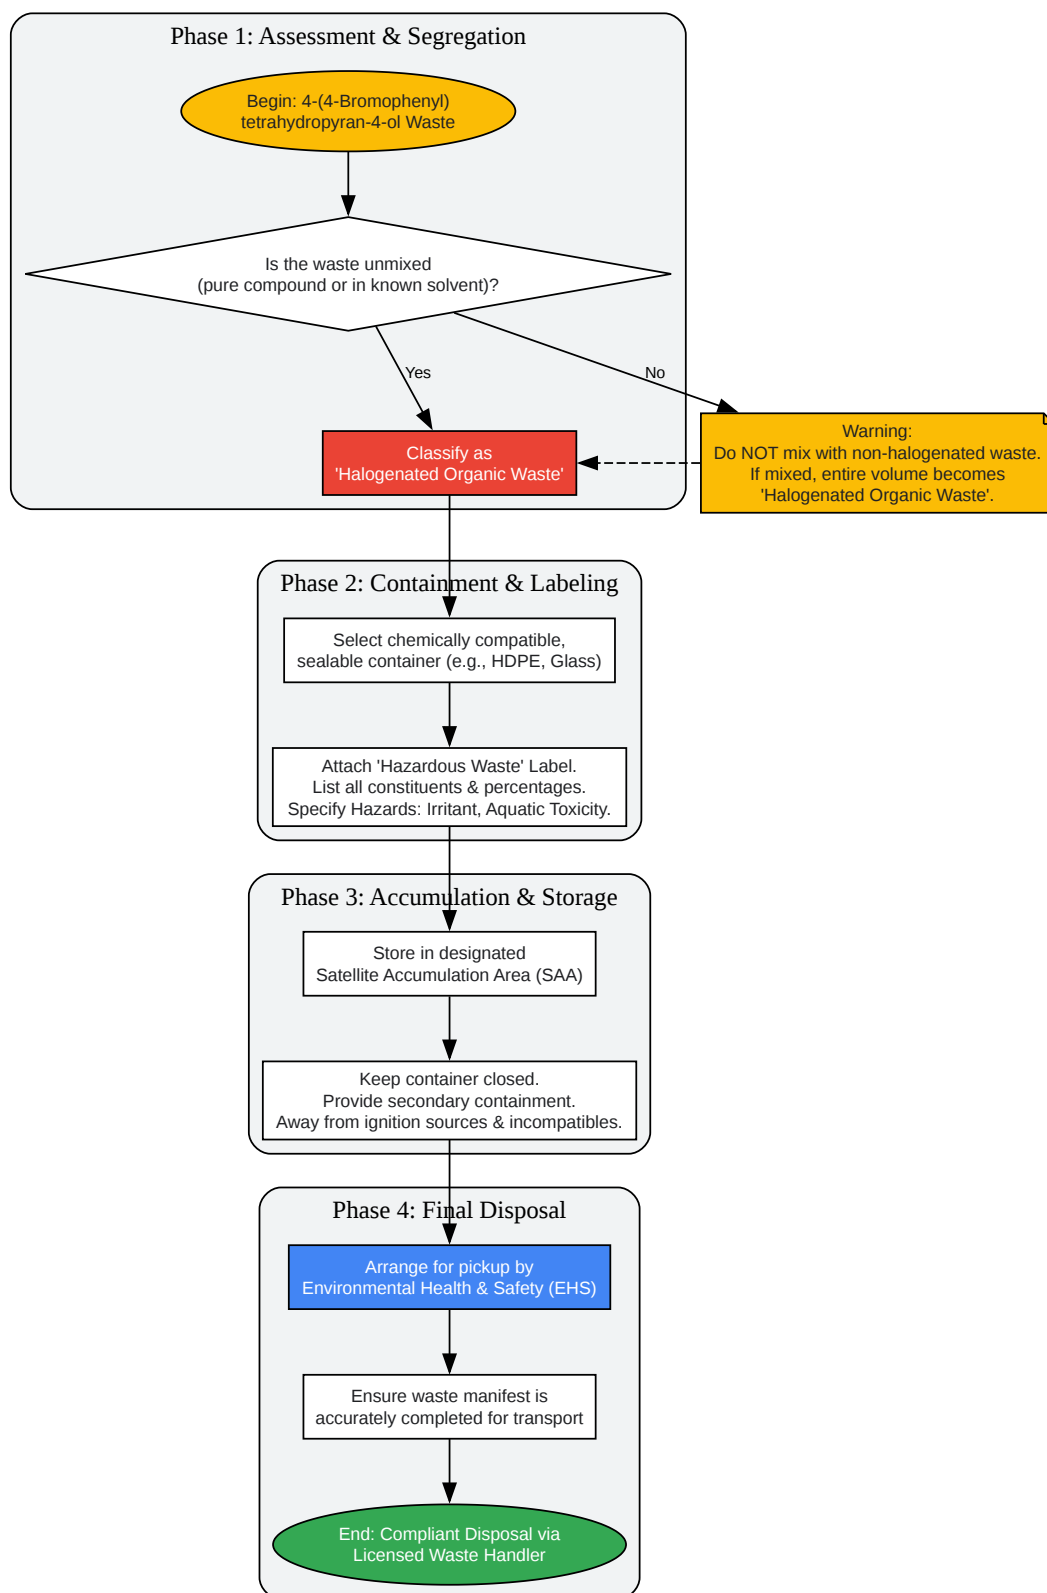 Phase 1: Assessment & Segregation
Begin: 4-(4-Bromophenyl)
tetrahydropyran-4-ol Waste
Is the waste unmixed
(pure compound or in known solvent)?
Yes
No
Warning:
Do NOT mix with non-halogenated waste.
If mixed, entire volume becomes
'Halogenated Organic Waste'.
Classify as
'Halogenated Organic Waste'
Phase 2: Containment & Labeling
Select chemically compatible,
sealable container (e.g., HDPE, Glass)
Attach 'Hazardous Waste' Label.
List all constituents & percentages.
Specify Hazards: Irritant, Aquatic Toxicity.
Phase 3: Accumulation & Storage
Store in designated
Satellite Accumulation Area (SAA)
Keep container closed.
Provide secondary containment.
Away from ignition sources & incompatibles.
Phase 4: Final Disposal
Arrange for pickup by
Environmental Health & Safety (EHS)
Ensure waste manifest is
accurately completed for transport
End: Compliant Disposal via
Licensed Waste Handler